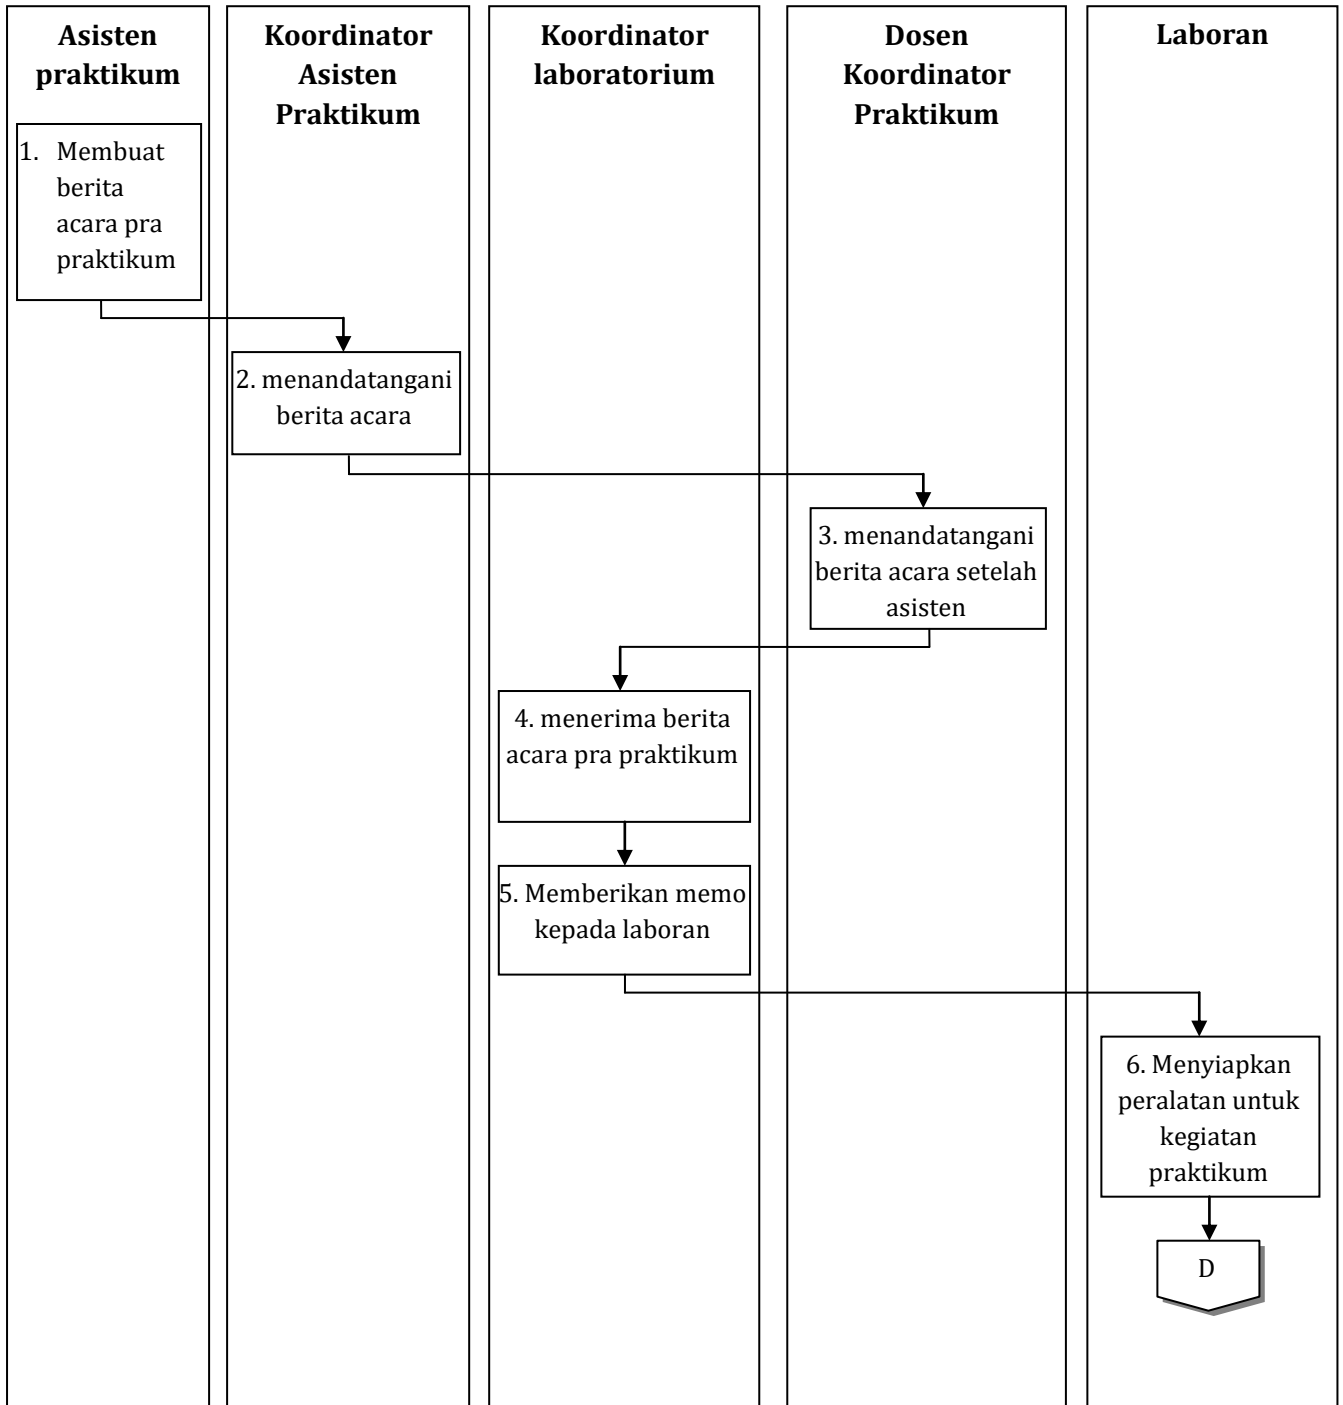 Asisten
praktikum
Koordinator
Asisten
Praktikum
Koordinator
laboratorium
Dosen
Koordinator
Praktikum
Laboran
1. Membuat
berita
acara pra
praktikum
2. menandatangani
berita acara
3. menandatangani
berita acara setelah
asisten
4. menerima berita
acara pra praktikum
5. Memberikan memo
kepada laboran
6. Menyiapkan
peralatan untuk
kegiatan
praktikum
D